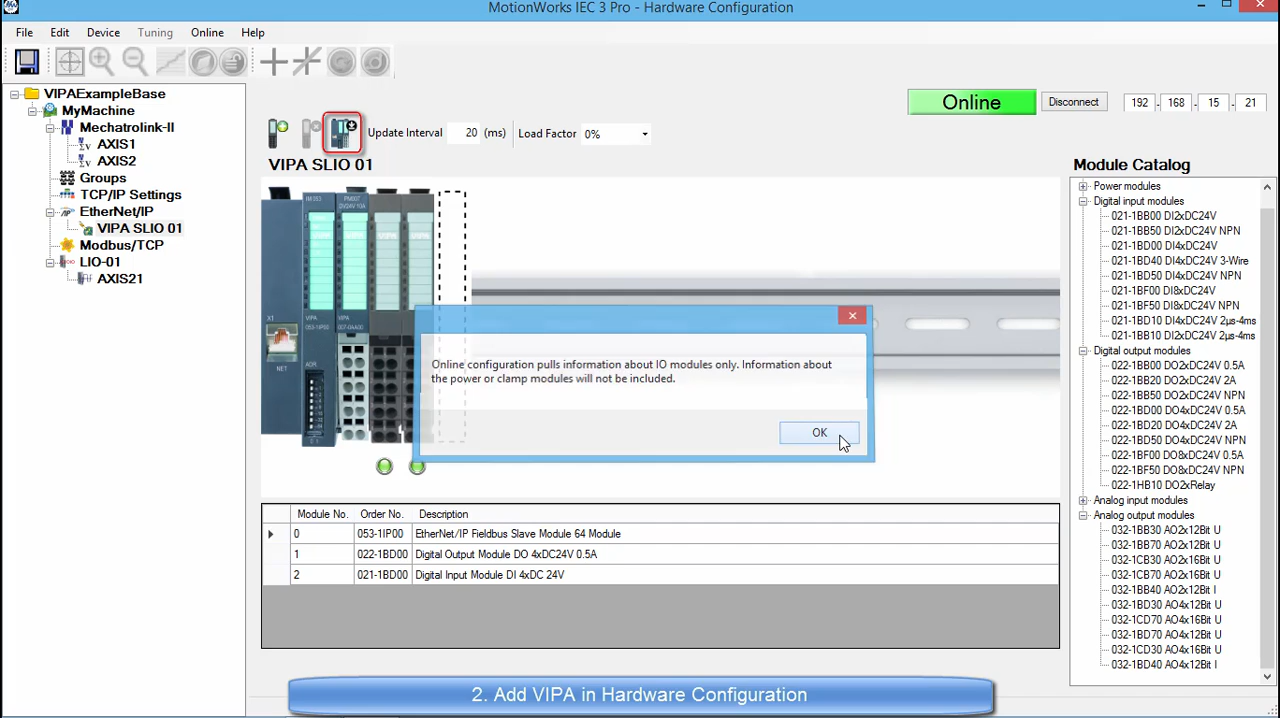 MotionWorks IEC 3 Pro - Hardware Configuration
File Edit Device Tuning Online Help
VIPAExampleBase
MyMachine
Mechatrolink-II
AXIS1
AXIS2
Groups
TCP/IP Settings
EtherNet/IP
VIPA SLIO 01
Modbus/TCP
LIO-01
AXIS21
Online
Disconnect
192 - 168 - 15 - 21
Update Interval 20 (ms) Load Factor 0%
VIPA SLIO 01
X1
NET
VIPA
053-1IP00
ADR.
VIPA
007-0AA00
Online configuration pulls information about IO modules only. Information about
the power or clamp modules will not be included.
OK
Module No. Order No. Description
0 053-1IP00 EtherNet/IP Fieldbus Slave Module 64 Module
1 022-1BD00 Digital Output Module DO 4xDC24V 0.5A
2 021-1BD00 Digital Input Module DI 4xDC 24V
Module Catalog
Power modules
Digital input modules
021-1BB00 DI2xDC24V
021-1BB50 DI2xDC24V NPN
021-1BD00 DI4xDC24V
021-1BD40 DI4xDC24V 3-Wire
021-1BD50 DI4xDC24V NPN
021-1BF00 DI8xDC24V
021-1BF50 DI8xDC24V NPN
021-1BD10 DI4xDC24V 2µs-4ms
021-1BB10 DI2xDC24V 2µs-4ms
Digital output modules
022-1BB00 DO2xDC24V 0.5A
022-1BB20 DO2xDC24V 2A
022-1BB50 DO2xDC24V NPN
022-1BD00 DO4xDC24V 0.5A
022-1BD20 DO4xDC24V 2A
022-1BD50 DO4xDC24V NPN
022-1BF00 DO8xDC24V 0.5A
022-1BF50 DO8xDC24V NPN
022-1HB10 DO2xRelay
Analog input modules
Analog output modules
032-1BB30 AO2x12Bit U
032-1BB70 AO2x12Bit U
032-1CB30 AO2x16Bit U
032-1CB70 AO2x16Bit U
032-1BB40 AO2x12Bit I
032-1BD30 AO4x12Bit U
032-1CD70 AO4x16Bit U
032-1BD70 AO4x12Bit U
032-1CD30 AO4x16Bit U
032-1BD40 AO4x12Bit I
2. Add VIPA in Hardware Configuration